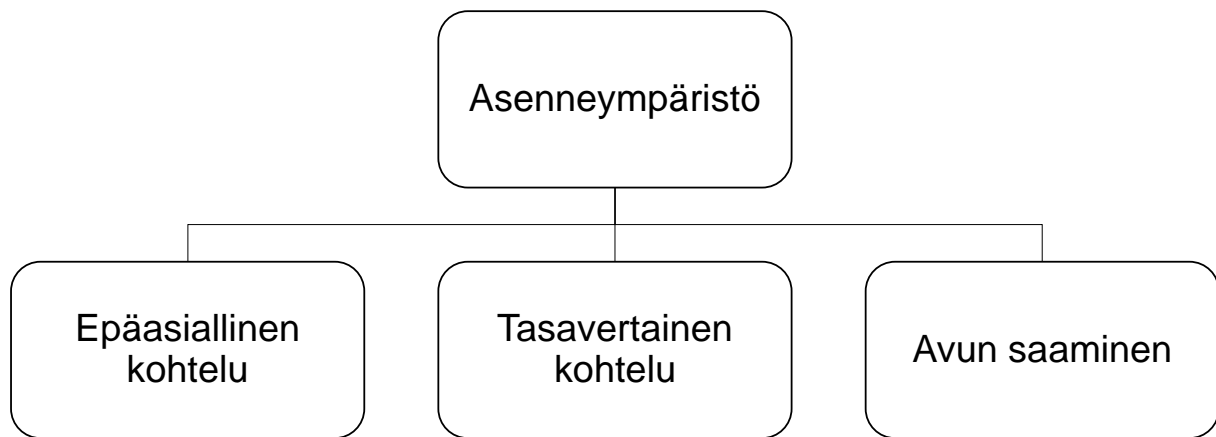 Asenneympäristö
Epäasiallinen
kohtelu
Tasavertainen
kohtelu
Avun saaminen